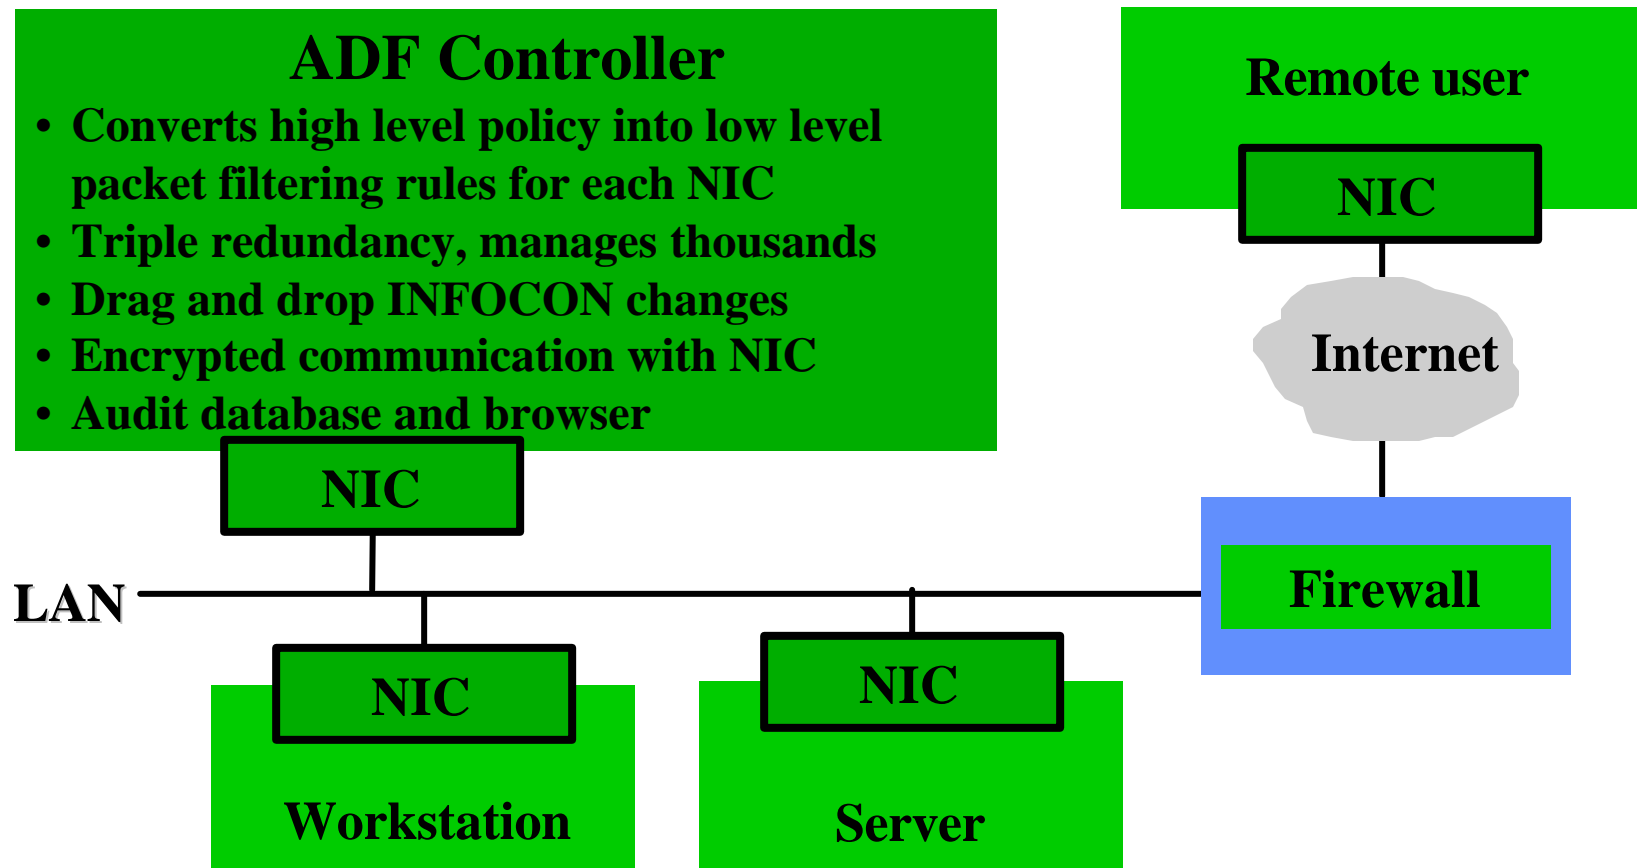 ADF Controller
• Converts high level policy into low level
packet filtering rules for each NIC
• Triple redundancy, manages thousands
• Drag and drop INFOCON changes
• Encrypted communication with NIC
• Audit database and browser
NIC
Remote user
NIC
Internet
Firewall
LAN
NIC
Workstation
NIC
Server